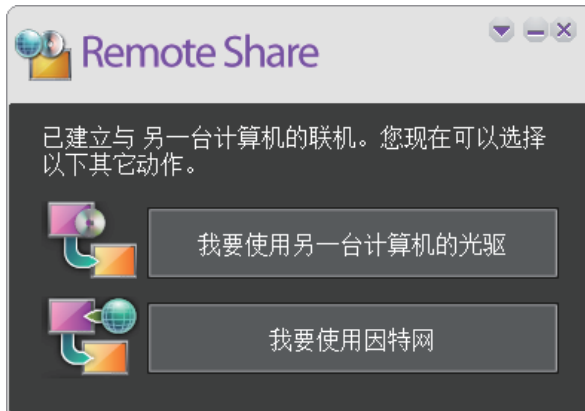 Remote Share
已建立与 另一台计算机的联机。您现在可以选择
以下其它动作。
我要使用另一台计算机的光驱
我要使用因特网